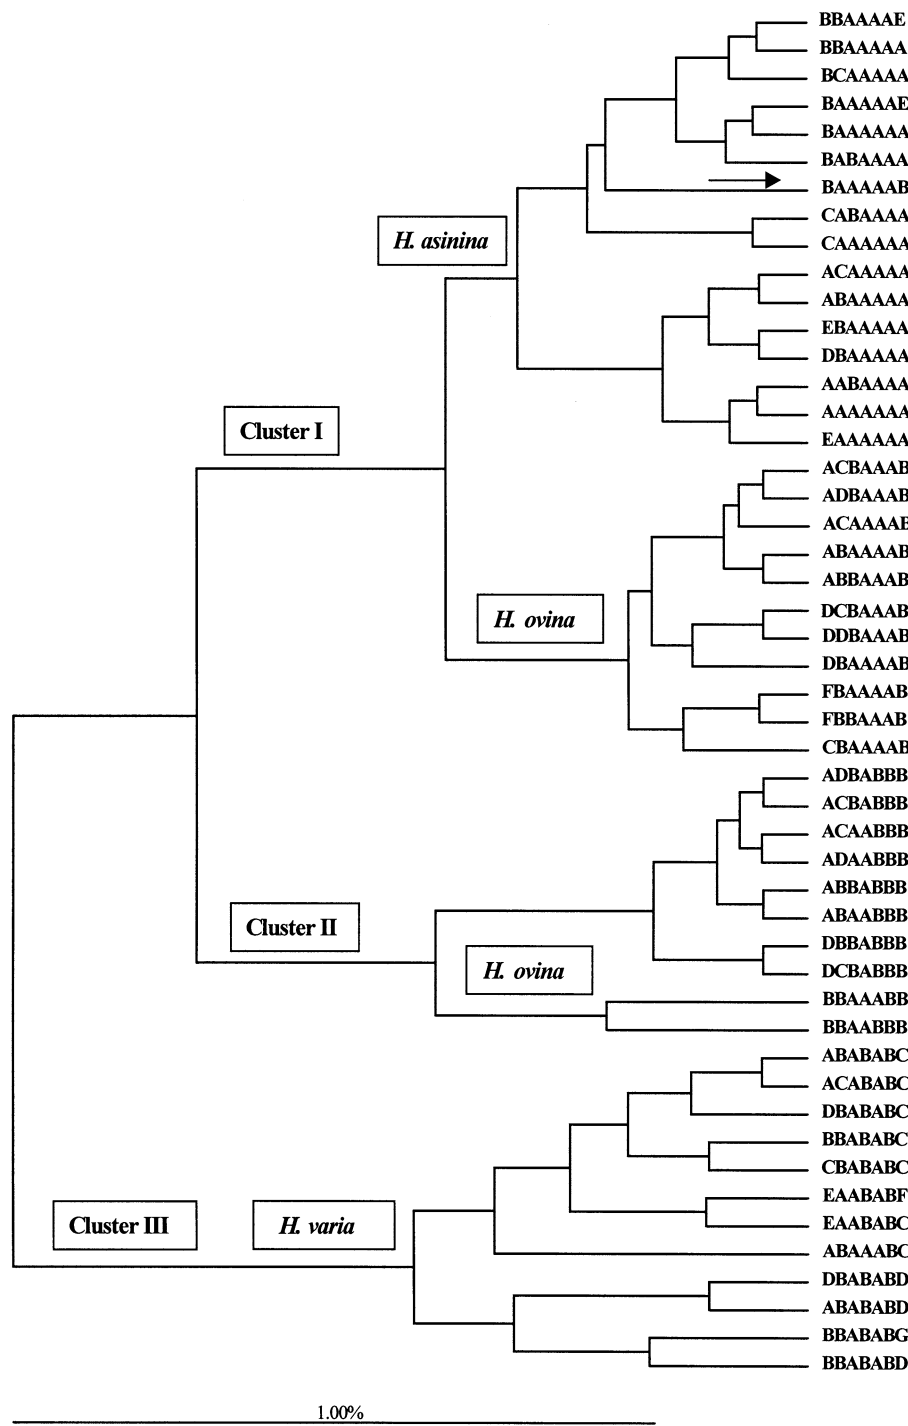 BBAAAAE
BBAAAAA
BCAAAAA
BAAAAAE
BAAAAAA
BABAAAA
BAAAAAB
CABAAAA
H. asinina
CAAAAAA
ACAAAAA
ABAAAAA
EBAAAAA
DBAAAAA
AABAAAA
AAAAAAA
Cluster I
EAAAAAA
ACBAAAB
ADBAAAB
ACAAAAB
ABAAAAB
ABBAAAB
DCBAAAB
H. ovina
DDBAAAB
DBAAAAB
FBAAAAB
FBBAAAB
CBAAAAB
ADBABBB
ACBABBB
ACAABBB
ADAABBB
ABBABBB
ABAABBB
Cluster II
DBBABBB
H. ovina
DCBABBB
BBAAABB
BBAABBB
ABABABC
ACABABC
DBABABC
BBABABC
CBABABC
EAABABF
Cluster III
H. varia
EAABABC
ABAAABC
DBABABD
ABABABD
BBABABG
BBABABD
1.00%